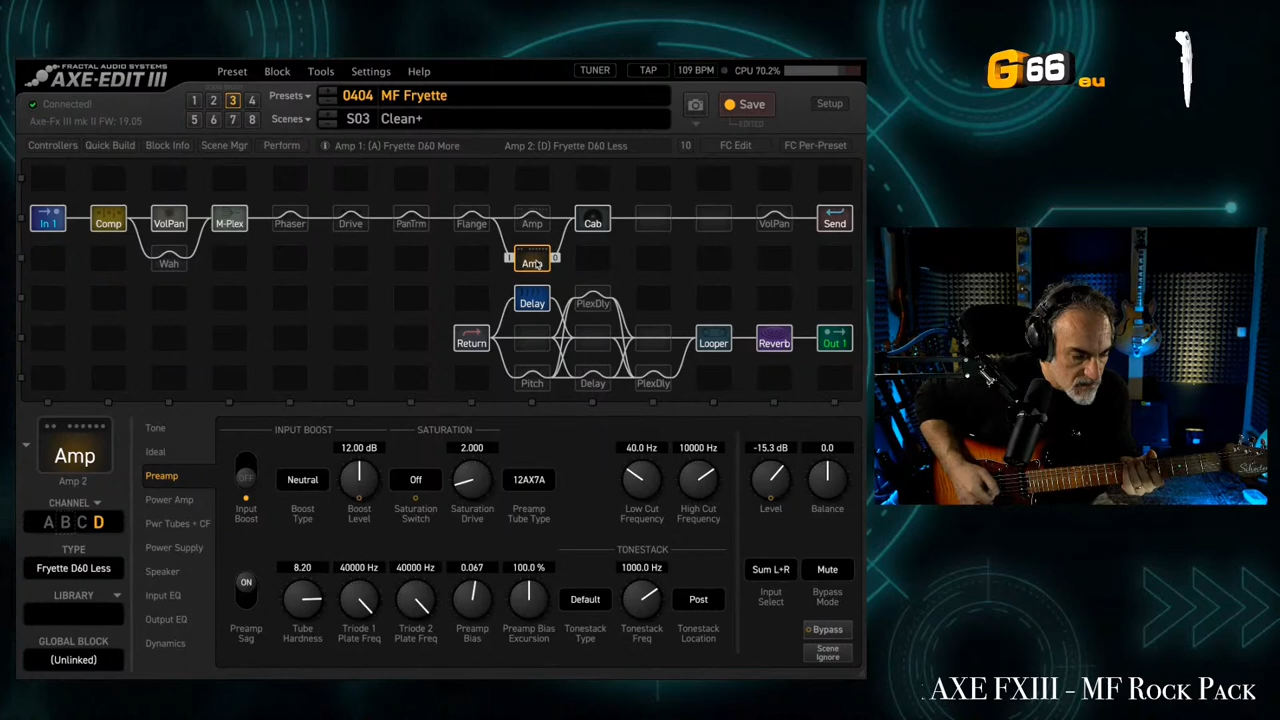 FRACTAL AUDIO SYSTEMS
AXE-EDIT III
Preset Block Tools Settings Help
TUNER TAP 109 BPM CPU 70.2%
Connected!
Axe-Fx III mk II FW: 19.05
1 2 3 4
5 6 7 8
Presets 0404 MF Fryette
Scenes S03 Clean+
Save
EDITED
Setup
Controllers Quick Build Block Info Scene Mgr Perform
Amp 1: (A) Fryette D60 More Amp 2: (D) Fryette D60 Less 10 FC Edit FC Per-Preset
In 1 Comp VolPan M-Plex Phaser Drive PanTrm Flange Amp Cab VolPan Send
Wah Amp
Delay PlexDly
Return Looper Reverb Out 1
Pitch Delay PlexDly
Amp
Amp 2
CHANNEL
A B C D
TYPE
Fryette D60 Less
LIBRARY
GLOBAL BLOCK
(Unlinked)
Tone
Ideal
Preamp
Power Amp
Pwr Tubes + CF
Power Supply
Speaker
Input EQ
Output EQ
Dynamics
INPUT BOOST SATURATION
12.00 dB 2.000 40.0 Hz 10000 Hz -15.3 dB 0.0
OFF Neutral Off 12AX7A
Input Boost Boost Type Boost Level Saturation Switch Saturation Drive Preamp Tube Type Low Cut Frequency High Cut Frequency Level Balance
TONESTACK
8.20 40000 Hz 40000 Hz 0.067 100.0 % 1000.0 Hz
ON Default Post Sum L+R Mute
Preamp Sag Tube Hardness Triode 1 Plate Freq Triode 2 Plate Freq Preamp Bias Preamp Bias Excursion Tonestack Type Tonestack Freq Tonestack Location Input Select Bypass Mode
Bypass
Scene Ignore
G66
eu
AXE FXIII - MF Rock Pack